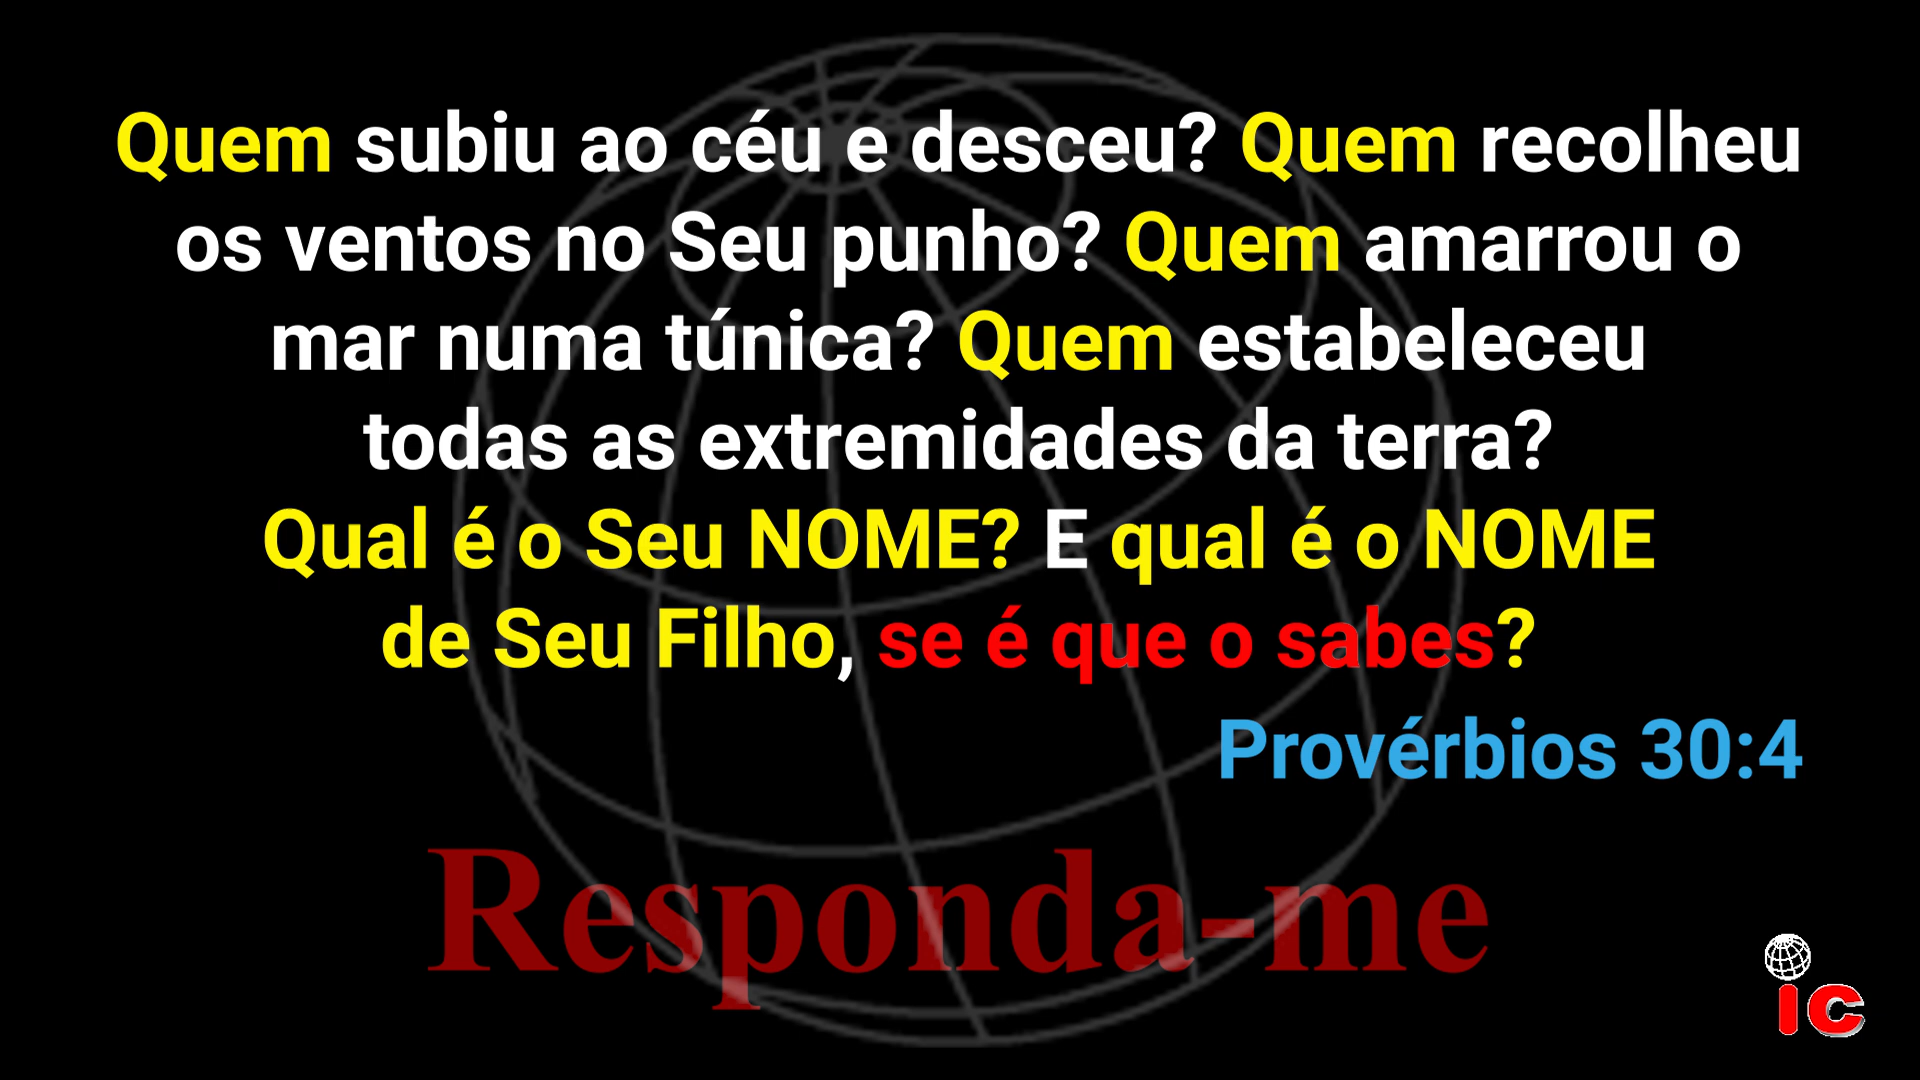 Quem subiu ao céu e desceu? Quem recolheu
os ventos no Seu punho? Quem amarrou o
mar numa túnica? Quem estabeleceu
todas as extremidades da terra?
Qual é o Seu NOME? E qual é o NOME
de Seu Filho, se é que o sabes?
Provérbios 30:4
Responda-me
ic